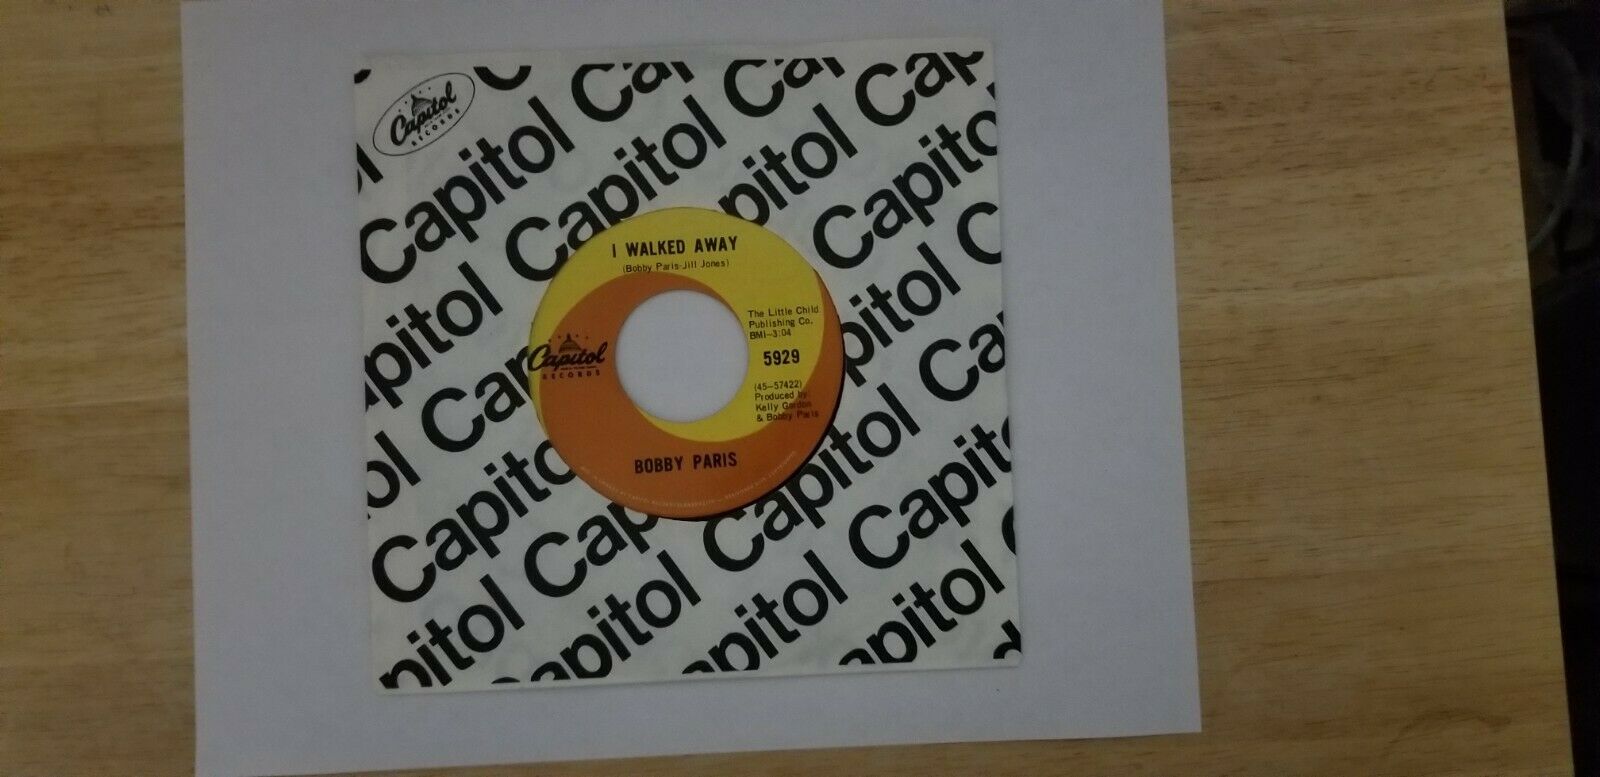 Capitol
RECORDS
Capitol Cap
Capitol Capitol Cap
Capitol Capitol Capitol
Capitol
I WALKED AWAY
(Bobby Paris-Jill Jones)
The Little Child
Publishing Co.
BMI-3:04
5929
(45-57422)
Produced by:
Kelly Gordon
& Bobby Paris
Capitol
RECORDS
BOBBY PARIS
Capitol
Capitol Capitol
Capitol Capitol